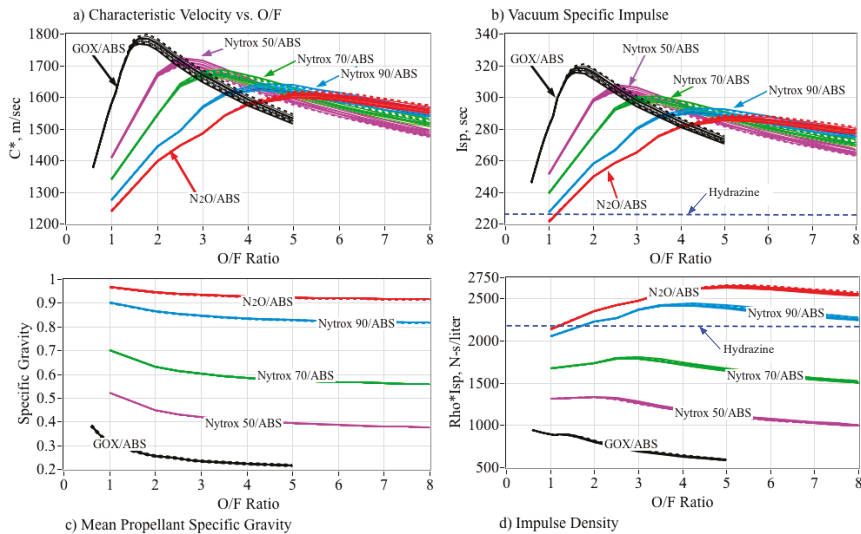 a) Characteristic Velocity vs. O/F
1800
1700
1600
1500
1400
1300
1200
C*, m/sec
GOX/ABS
Nytrox 50/ABS
Nytrox 70/ABS
Nytrox 90/ABS
N2O/ABS
0 1 2 3 4 5 6 7 8
O/F Ratio
b) Vacuum Specific Impulse
340
320
300
280
260
240
220
Isp, sec
GOX/ABS
Nytrox 50/ABS
Nytrox 70/ABS
Nytrox 90/ABS
N2O/ABS
Hydrazine
0 1 2 3 4 5 6 7 8
O/F Ratio
1
0.9
0.8
0.7
0.6
0.5
0.4
0.3
0.2
Specific Gravity
N2O/ABS
Nytrox 90/ABS
Nytrox 70/ABS
Nytrox 50/ABS
GOX/ABS
0 1 2 3 4 5 6 7 8
O/F Ratio
c) Mean Propellant Specific Gravity
2750
2500
2000
1500
1000
500
Rho*Isp, N-s/liter
N2O/ABS
Nytrox 90/ABS
Hydrazine
Nytrox 70/ABS
Nytrox 50/ABS
GOX/ABS
0 1 2 3 4 5 6 7 8
O/F Ratio
d) Impulse Density